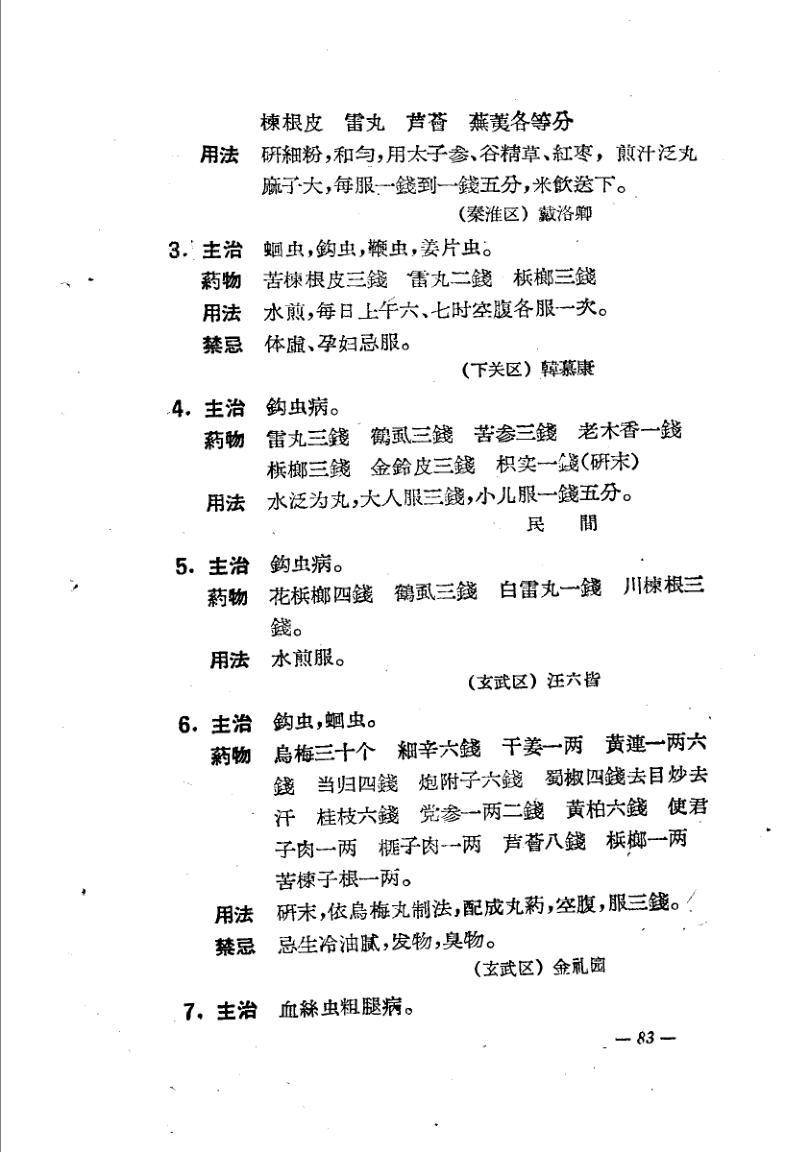 楝根皮　雷丸　芦薈　蕪荑各等分
用法　研細粉,和勻,用太子参、谷精草、紅枣，煎汁泛丸
麻子大,每服一錢到一錢五分,米飲送下。
(秦淮区) 戴洛卿
3. 主治　蛔虫,鈎虫,鞭虫,姜片虫。
葯物　苦楝根皮三錢　雷丸二錢　槟榔三錢
用法　水煎,每日上午六、七时空腹各服一次。
禁忌　体虛、孕妇忌服。
(下关区) 韓慕康
4. 主治　鈎虫病。
葯物　雷丸三錢　鶴虱三錢　苦参三錢　老木香一錢
槟榔三錢　金鈴皮三錢　枳实一錢(研末)
用法　水泛为丸,大人服三錢,小儿服一錢五分。
民　間
5. 主治　鈎虫病。
葯物　花槟榔四錢　鶴虱三錢　白雷丸一錢　川楝根三
錢。
用法　水煎服。
(玄武区) 汪六皆
6. 主治　鈎虫,蛔虫。
葯物　烏梅三十个　細辛六錢　干姜一两　黃連一两六
錢　当归四錢　炮附子六錢　蜀椒四錢去目炒去
汗　桂枝六錢　党参一两二錢　黃柏六錢　使君
子肉一两　榧子肉一两　芦薈八錢　槟榔一两
苦楝子根一两。
用法　研末,依烏梅丸制法,配成丸葯,空腹,服三錢。
禁忌　忌生冷油膩,发物,臭物。
(玄武区) 金礼园
7. 主治　血絲虫粗腿病。
— 83 —